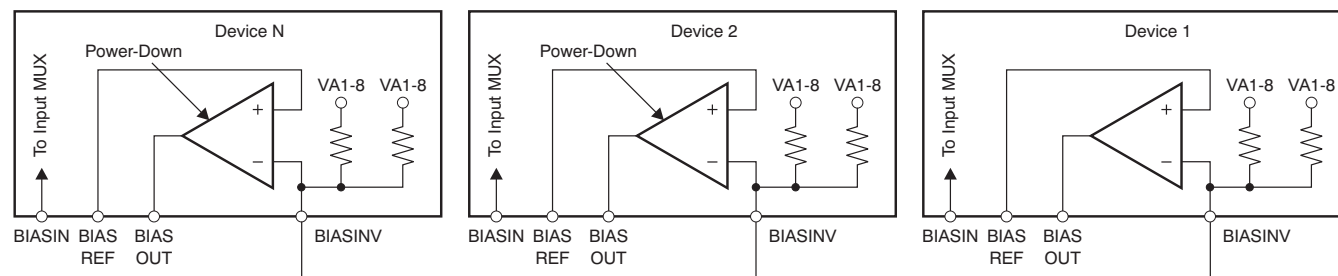 Device N
Power-Down
To Input MUX
VA1-8 VA1-8
+
−
BIASIN BIAS REF BIAS OUT BIASINV
Device 2
Power-Down
To Input MUX
VA1-8 VA1-8
+
−
BIASIN BIAS REF BIAS OUT BIASINV
Device 1
To Input MUX
VA1-8 VA1-8
+
−
BIASIN BIAS REF BIAS OUT BIASINV